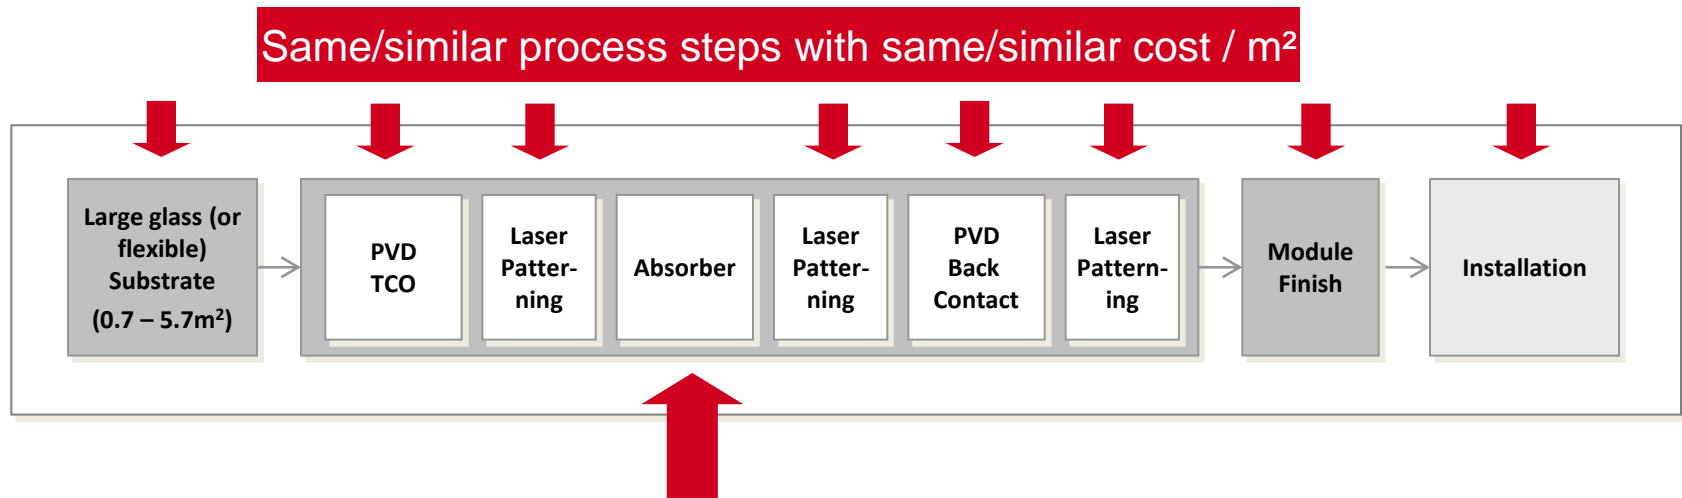 Same/similar process steps with same/similar cost / m²
Large glass (or
flexible)
Substrate
(0.7 – 5.7m²)
PVD
TCO
Laser
Patter-
ning
Absorber
Laser
Patter-
ning
PVD
Back
Contact
Laser
Pattern-
ing
Module
Finish
Installation